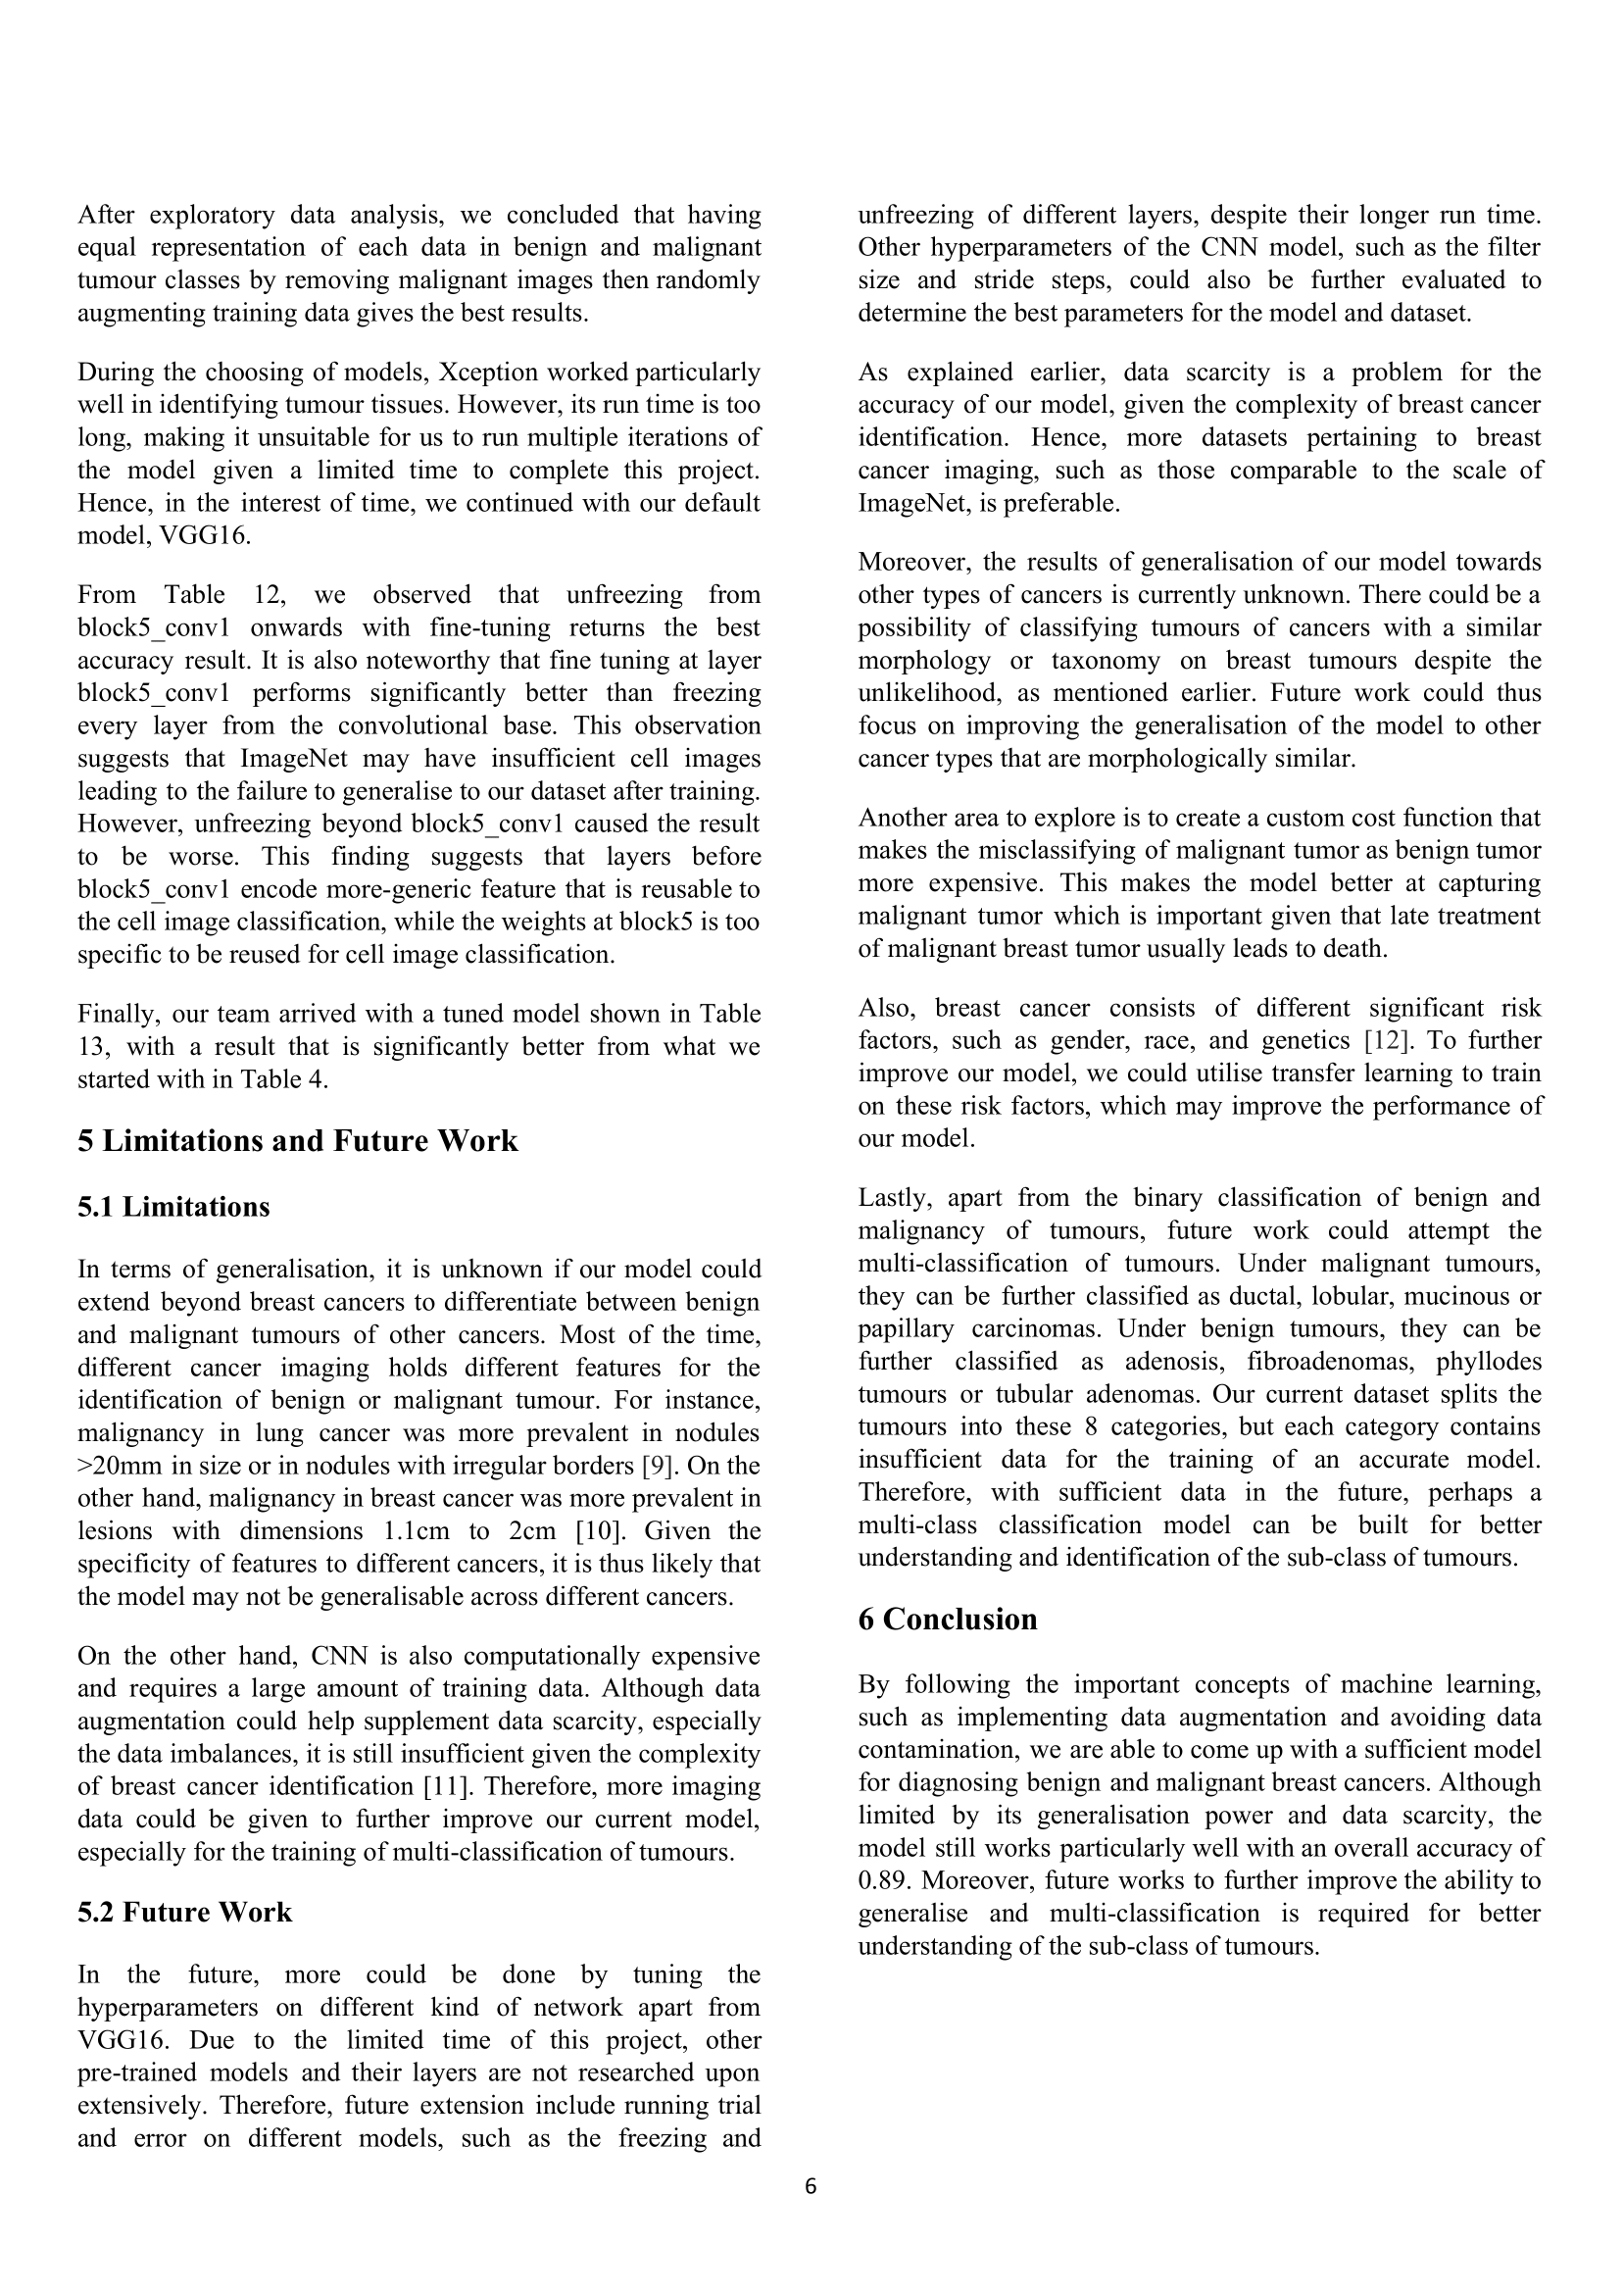 After exploratory data analysis, we concluded that having
equal representation of each data in benign and malignant
tumour classes by removing malignant images then randomly
augmenting training data gives the best results.
During the choosing of models, Xception worked particularly
well in identifying tumour tissues. However, its run time is too
long, making it unsuitable for us to run multiple iterations of
the model given a limited time to complete this project.
Hence, in the interest of time, we continued with our default
model, VGG16.
From Table 12, we observed that unfreezing from
block5_conv1 onwards with fine-tuning returns the best
accuracy result. It is also noteworthy that fine tuning at layer
block5_conv1 performs significantly better than freezing
every layer from the convolutional base. This observation
suggests that ImageNet may have insufficient cell images
leading to the failure to generalise to our dataset after training.
However, unfreezing beyond block5_conv1 caused the result
to be worse. This finding suggests that layers before
block5_conv1 encode more-generic feature that is reusable to
the cell image classification, while the weights at block5 is too
specific to be reused for cell image classification.
Finally, our team arrived with a tuned model shown in Table
13, with a result that is significantly better from what we
started with in Table 4.
5 Limitations and Future Work
5.1 Limitations
In terms of generalisation, it is unknown if our model could
extend beyond breast cancers to differentiate between benign
and malignant tumours of other cancers. Most of the time,
different cancer imaging holds different features for the
identification of benign or malignant tumour. For instance,
malignancy in lung cancer was more prevalent in nodules
>20mm in size or in nodules with irregular borders [9]. On the
other hand, malignancy in breast cancer was more prevalent in
lesions with dimensions 1.1cm to 2cm [10]. Given the
specificity of features to different cancers, it is thus likely that
the model may not be generalisable across different cancers.
On the other hand, CNN is also computationally expensive
and requires a large amount of training data. Although data
augmentation could help supplement data scarcity, especially
the data imbalances, it is still insufficient given the complexity
of breast cancer identification [11]. Therefore, more imaging
data could be given to further improve our current model,
especially for the training of multi-classification of tumours.
5.2 Future Work
In the future, more could be done by tuning the
hyperparameters on different kind of network apart from
VGG16. Due to the limited time of this project, other
pre-trained models and their layers are not researched upon
extensively. Therefore, future extension include running trial
and error on different models, such as the freezing and
unfreezing of different layers, despite their longer run time.
Other hyperparameters of the CNN model, such as the filter
size and stride steps, could also be further evaluated to
determine the best parameters for the model and dataset.
As explained earlier, data scarcity is a problem for the
accuracy of our model, given the complexity of breast cancer
identification. Hence, more datasets pertaining to breast
cancer imaging, such as those comparable to the scale of
ImageNet, is preferable.
Moreover, the results of generalisation of our model towards
other types of cancers is currently unknown. There could be a
possibility of classifying tumours of cancers with a similar
morphology or taxonomy on breast tumours despite the
unlikelihood, as mentioned earlier. Future work could thus
focus on improving the generalisation of the model to other
cancer types that are morphologically similar.
Another area to explore is to create a custom cost function that
makes the misclassifying of malignant tumor as benign tumor
more expensive. This makes the model better at capturing
malignant tumor which is important given that late treatment
of malignant breast tumor usually leads to death.
Also, breast cancer consists of different significant risk
factors, such as gender, race, and genetics [12]. To further
improve our model, we could utilise transfer learning to train
on these risk factors, which may improve the performance of
our model.
Lastly, apart from the binary classification of benign and
malignancy of tumours, future work could attempt the
multi-classification of tumours. Under malignant tumours,
they can be further classified as ductal, lobular, mucinous or
papillary carcinomas. Under benign tumours, they can be
further classified as adenosis, fibroadenomas, phyllodes
tumours or tubular adenomas. Our current dataset splits the
tumours into these 8 categories, but each category contains
insufficient data for the training of an accurate model.
Therefore, with sufficient data in the future, perhaps a
multi-class classification model can be built for better
understanding and identification of the sub-class of tumours.
6 Conclusion
By following the important concepts of machine learning,
such as implementing data augmentation and avoiding data
contamination, we are able to come up with a sufficient model
for diagnosing benign and malignant breast cancers. Although
limited by its generalisation power and data scarcity, the
model still works particularly well with an overall accuracy of
0.89. Moreover, future works to further improve the ability to
generalise and multi-classification is required for better
understanding of the sub-class of tumours.
6